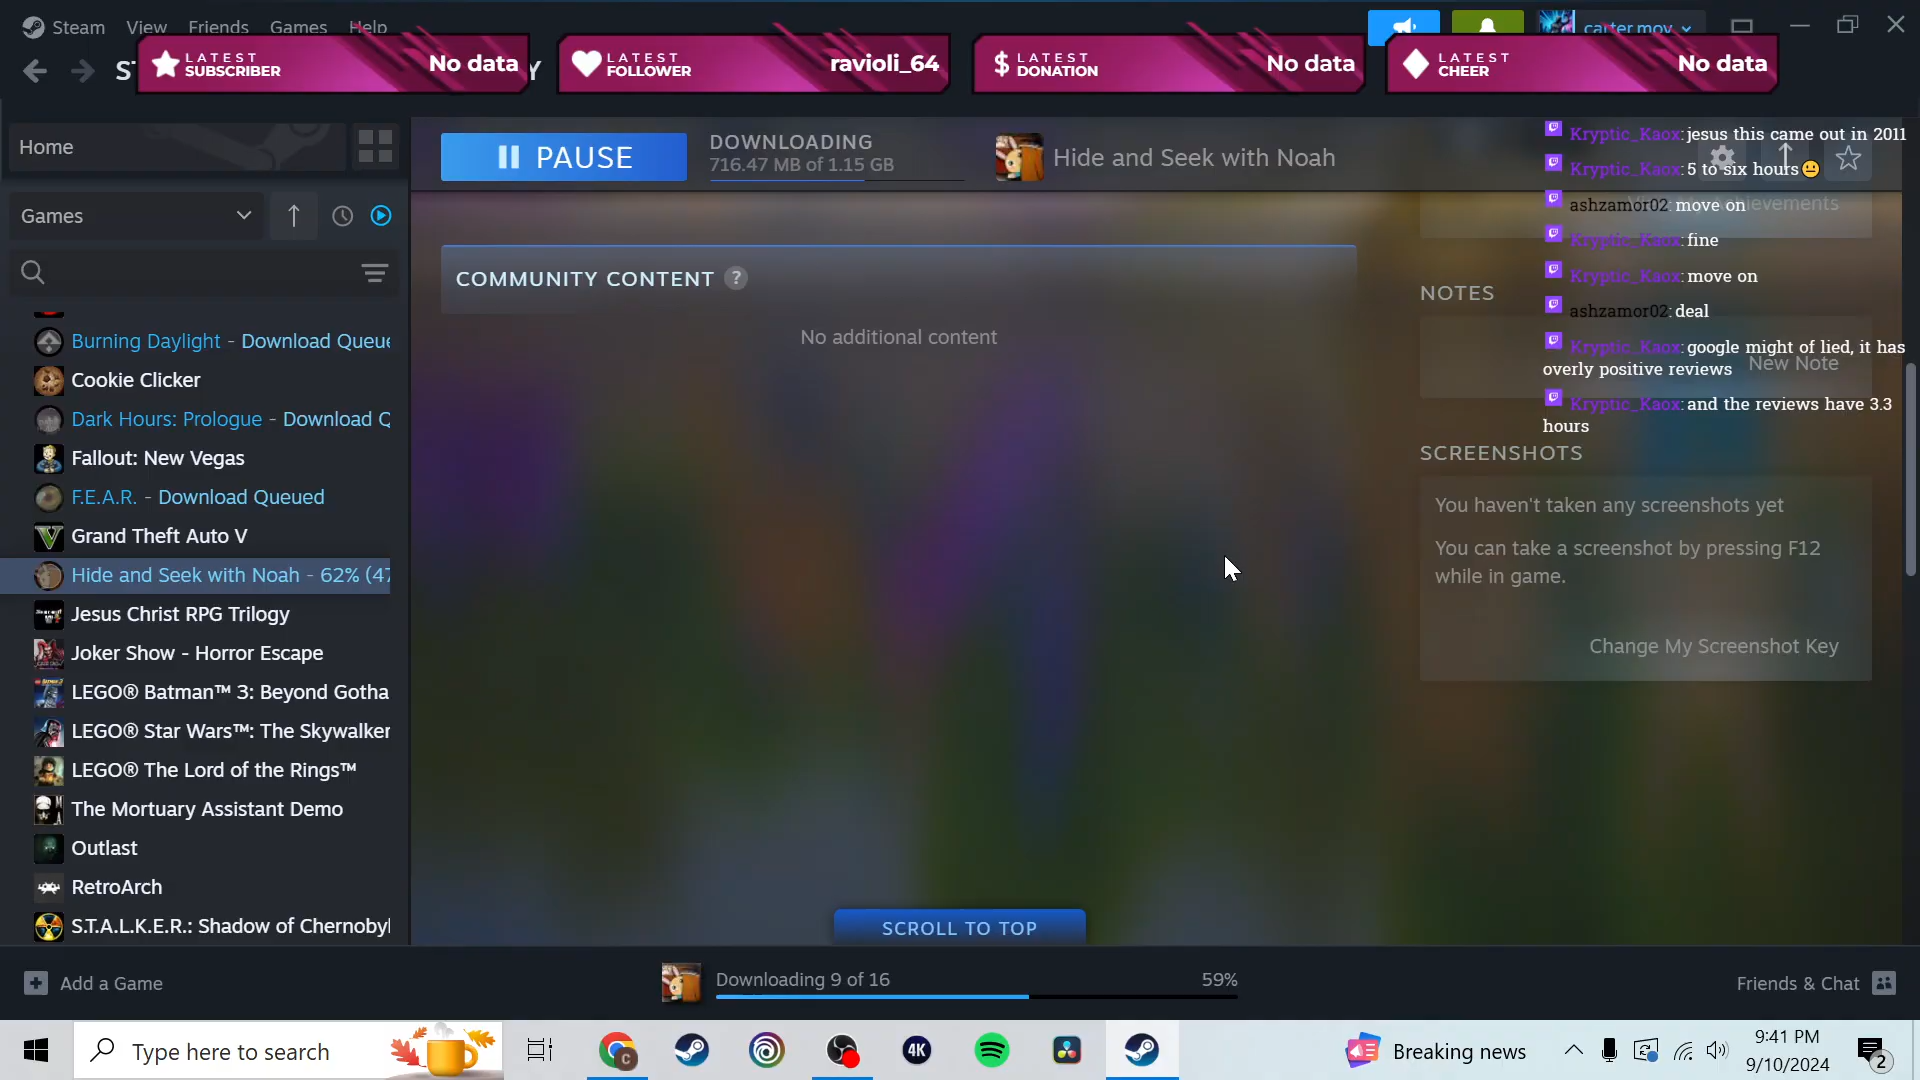 Steam View Friends Games Help
carter.mov
LATEST SUBSCRIBER No data
LATEST FOLLOWER ravioli_64
LATEST DONATION No data
LATEST CHEER No data
Home
PAUSE
DOWNLOADING
716.47 MB of 1.15 GB
Hide and Seek with Noah
Games
Burning Daylight - Download Queue
Cookie Clicker
Dark Hours: Prologue - Download Q
Fallout: New Vegas
F.E.A.R. - Download Queued
Grand Theft Auto V
Hide and Seek with Noah - 62% (47
Jesus Christ RPG Trilogy
Joker Show - Horror Escape
LEGO® Batman™ 3: Beyond Gotha
LEGO® Star Wars™: The Skywalker
LEGO® The Lord of the Rings™
The Mortuary Assistant Demo
Outlast
RetroArch
S.T.A.L.K.E.R.: Shadow of Chernobyl
COMMUNITY CONTENT ?
No additional content
Kryptic_Kaox: jesus this came out in 2011
Kryptic_Kaox: 5 to six hours😐
ashzamor02: move on
Achievements
Kryptic_Kaox: fine
Kryptic_Kaox: move on
NOTES
ashzamor02: deal
Kryptic_Kaox: google might of lied, it has
overly positive reviews
New Note
Kryptic_Kaox: and the reviews have 3.3
hours
SCREENSHOTS
You haven't taken any screenshots yet
You can take a screenshot by pressing F12
while in game.
Change My Screenshot Key
SCROLL TO TOP
Add a Game
Downloading 9 of 16 59%
Friends & Chat
Type here to search
4K
Breaking news
9:41 PM
9/10/2024
2